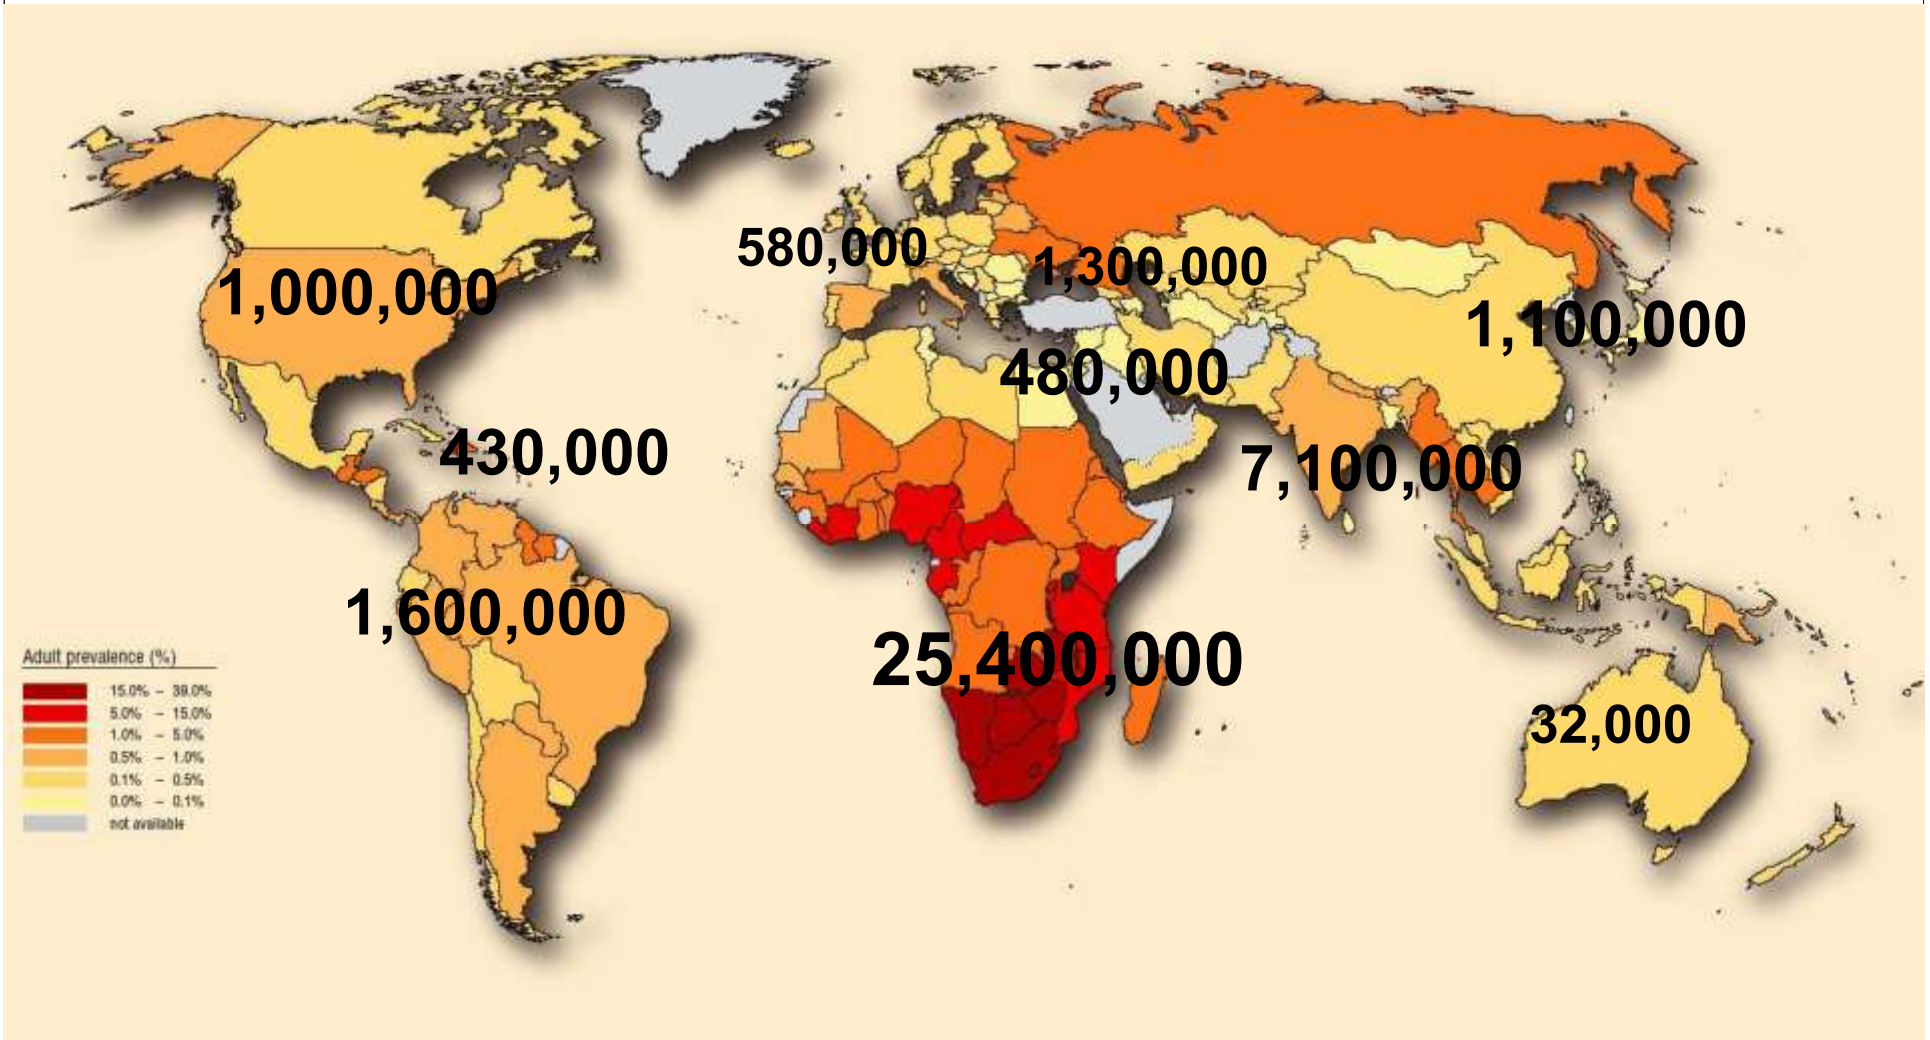 580,000
1,300,000
1,000,000
1,100,000
480,000
430,000
7,100,000
1,600,000
25,400,000
32,000
Adult prevalence (%)
15.0% – 39.0%
5.0% – 15.0%
1.0% – 5.0%
0.5% – 1.0%
0.1% – 0.5%
0.0% – 0.1%
not available